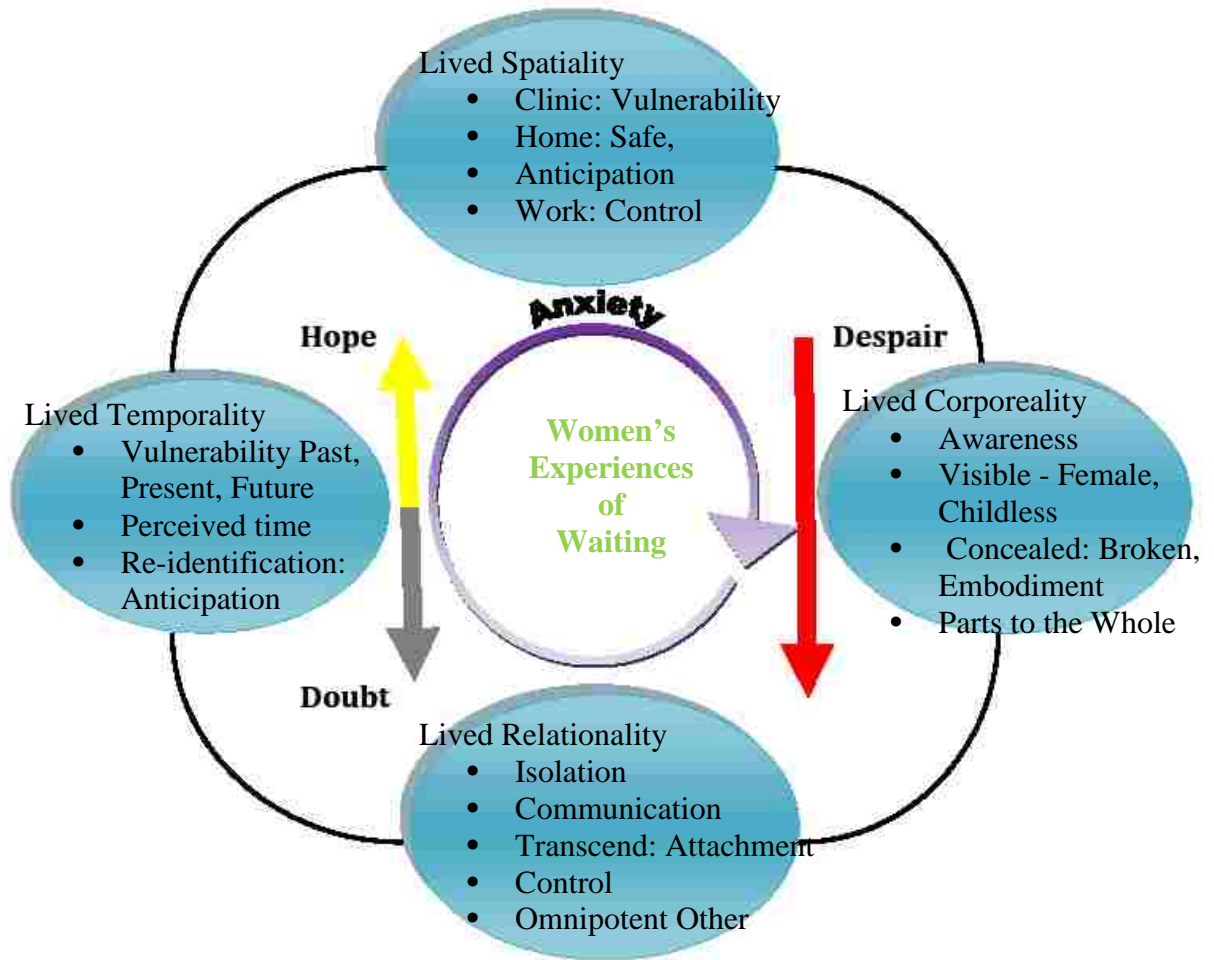 Lived Spatiality
• Clinic: Vulnerability
• Home: Safe,
• Anticipation
• Work: Control
Anxiety
Hope
Despair
Lived Temporality
• Vulnerability Past,
Present, Future
• Perceived time
• Re-identification:
Anticipation
Women's
Experiences
of
Waiting
Lived Corporeality
• Awareness
• Visible - Female,
Childless
• Concealed: Broken,
Embodiment
• Parts to the Whole
Doubt
Lived Relationality
• Isolation
• Communication
• Transcend: Attachment
• Control
• Omnipotent Other